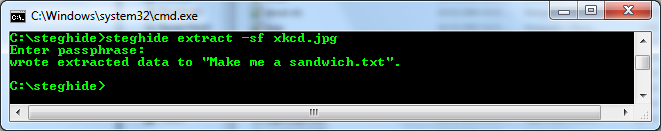 C:\Windows\system32\cmd.exe
C:\steghide>steghide extract -sf xkcd.jpg
Enter passphrase:
wrote extracted data to "Make me a sandwich.txt".
C:\steghide>